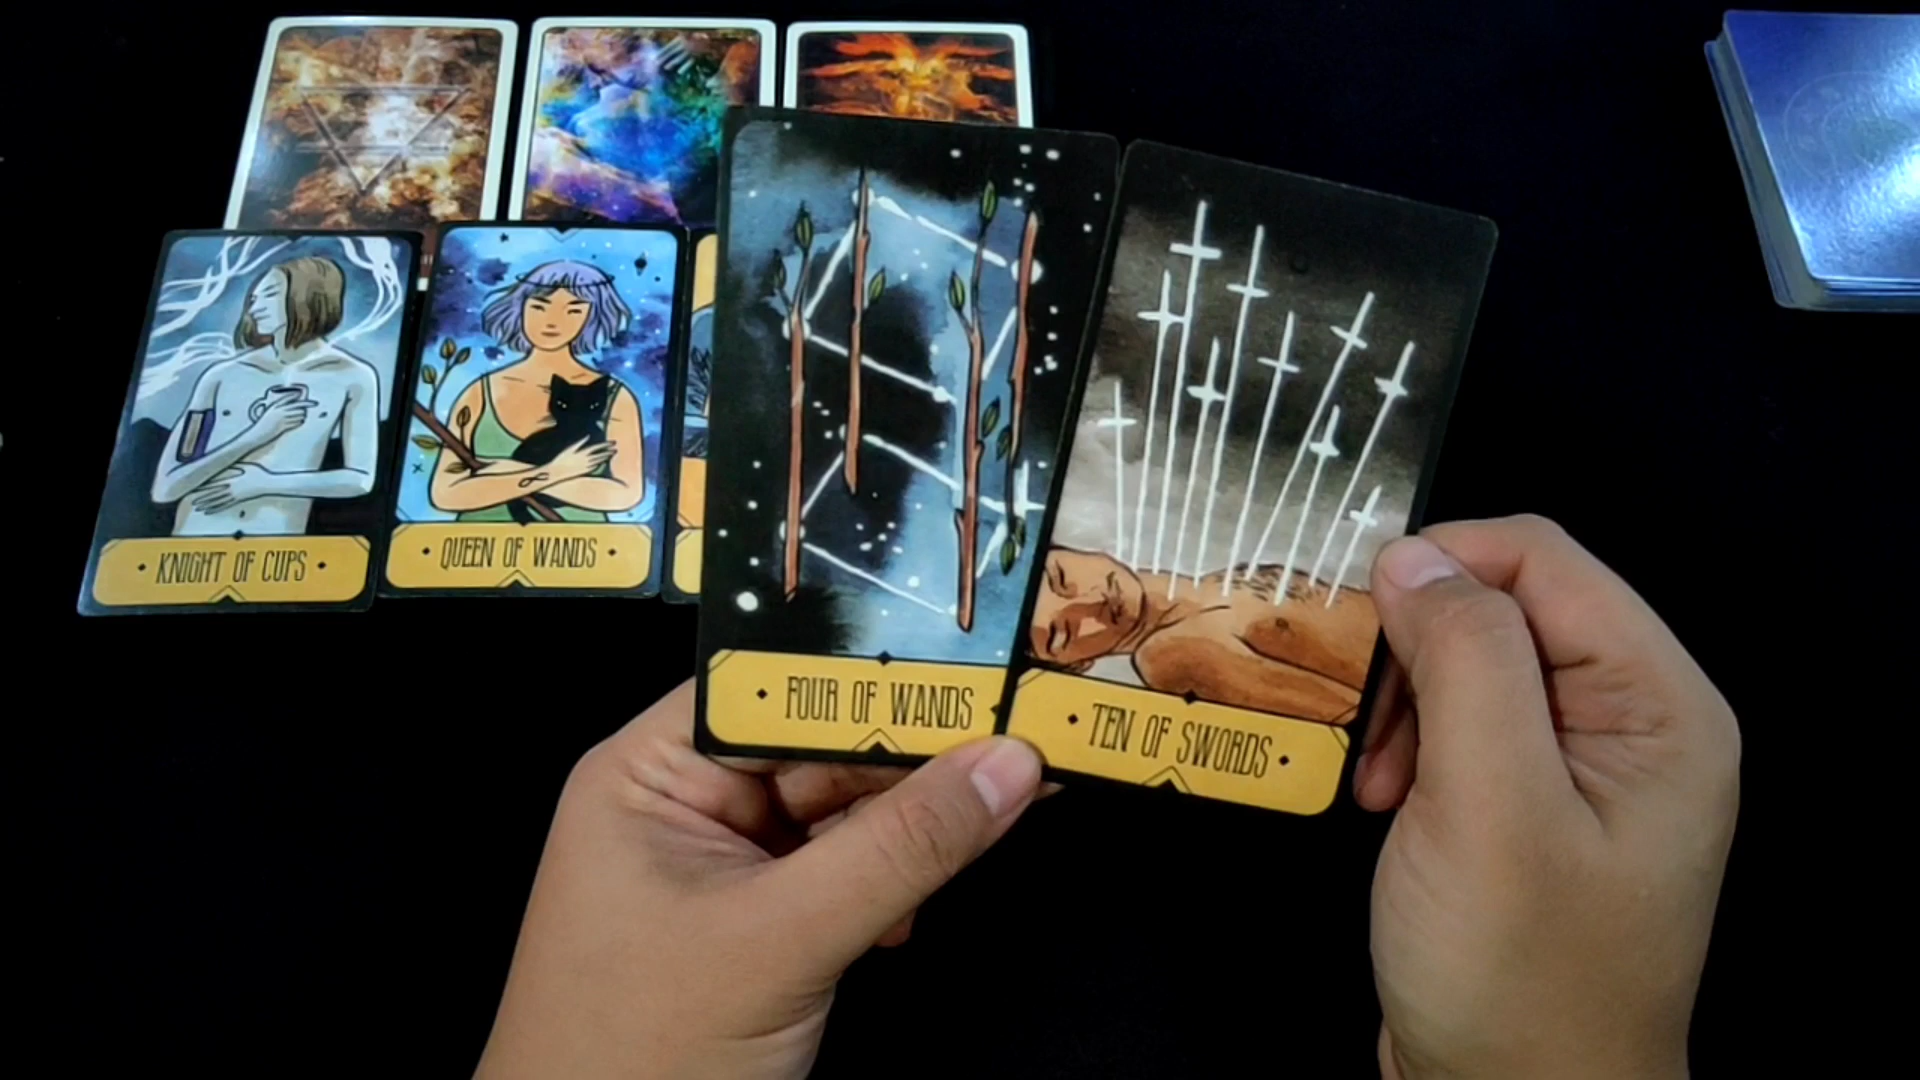 KNIGHT OF CUPS
QUEEN OF WANDS
FOUR OF WANDS
TEN OF SWORDS